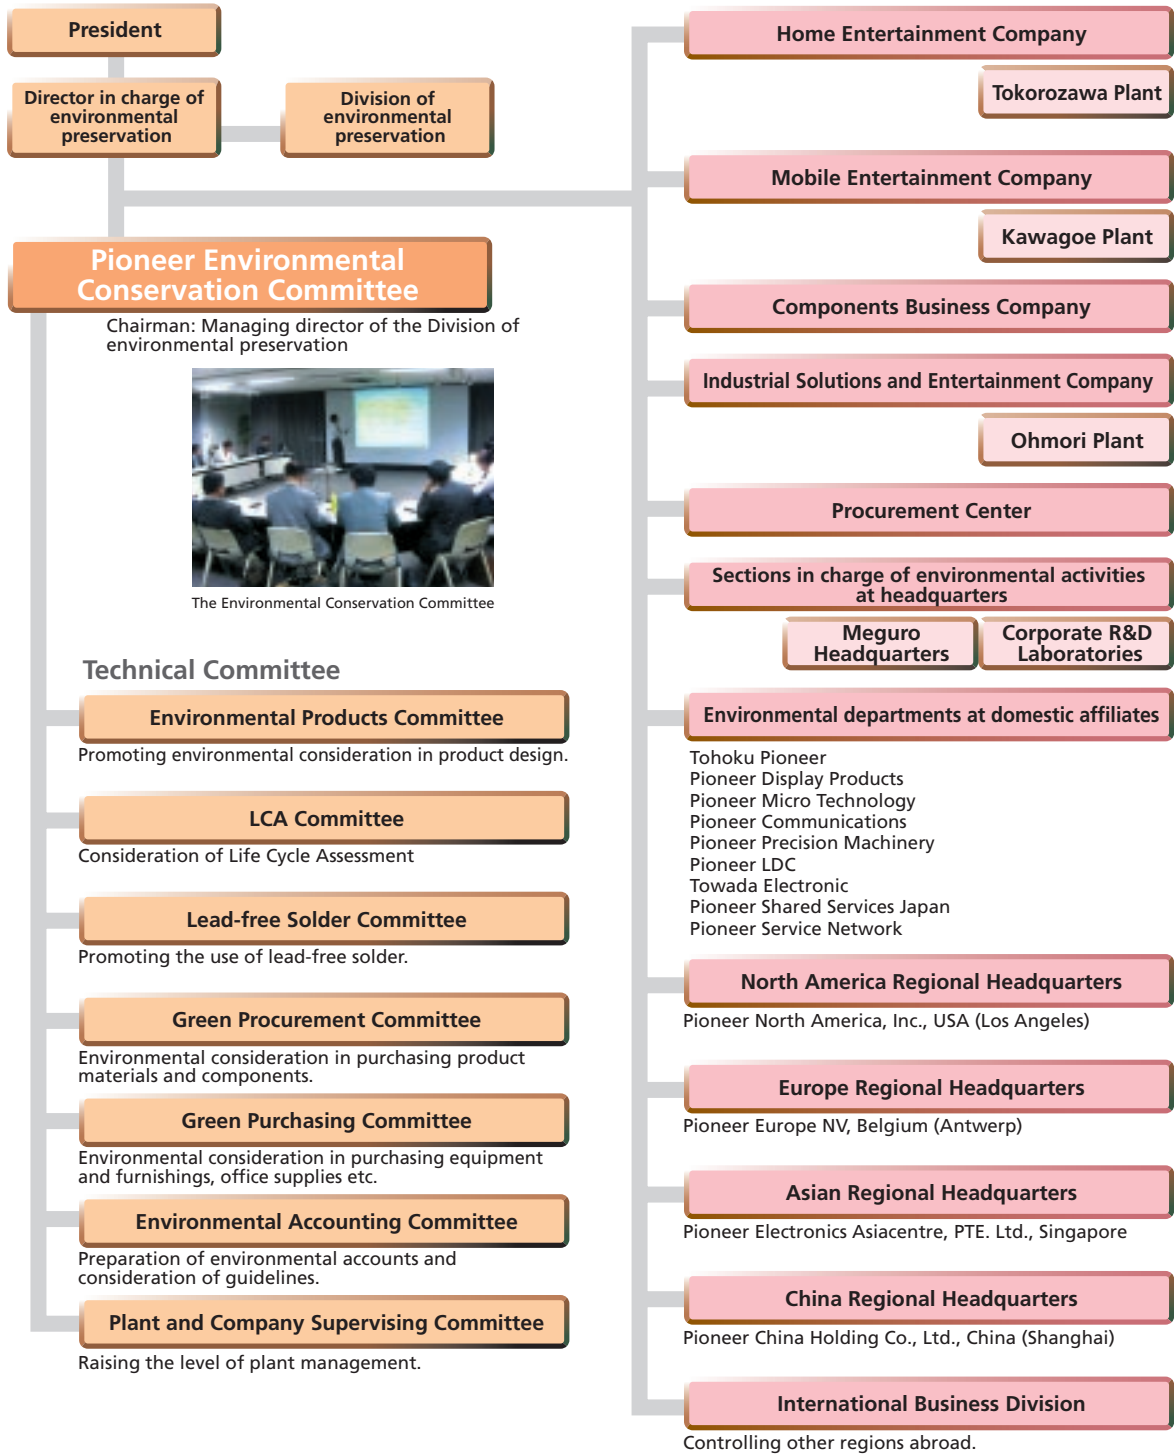 President
Director in charge of
environmental
preservation
Division of
environmental
preservation
Pioneer Environmental
Conservation Committee
Chairman: Managing director of the Division of
environmental preservation
The Environmental Conservation Committee
Technical Committee
Environmental Products Committee
Promoting environmental consideration in product design.
LCA Committee
Consideration of Life Cycle Assessment
Lead-free Solder Committee
Promoting the use of lead-free solder.
Green Procurement Committee
Environmental consideration in purchasing product
materials and components.
Green Purchasing Committee
Environmental consideration in purchasing equipment
and furnishings, office supplies etc.
Environmental Accounting Committee
Preparation of environmental accounts and
consideration of guidelines.
Plant and Company Supervising Committee
Raising the level of plant management.
Home Entertainment Company
Tokorozawa Plant
Mobile Entertainment Company
Kawagoe Plant
Components Business Company
Industrial Solutions and Entertainment Company
Ohmori Plant
Procurement Center
Sections in charge of environmental activities
at headquarters
Meguro
Headquarters
Corporate R&D
Laboratories
Environmental departments at domestic affiliates
Tohoku Pioneer
Pioneer Display Products
Pioneer Micro Technology
Pioneer Communications
Pioneer Precision Machinery
Pioneer LDC
Towada Electronic
Pioneer Shared Services Japan
Pioneer Service Network
North America Regional Headquarters
Pioneer North America, Inc., USA (Los Angeles)
Europe Regional Headquarters
Pioneer Europe NV, Belgium (Antwerp)
Asian Regional Headquarters
Pioneer Electronics Asiacentre, PTE. Ltd., Singapore
China Regional Headquarters
Pioneer China Holding Co., Ltd., China (Shanghai)
International Business Division
Controlling other regions abroad.